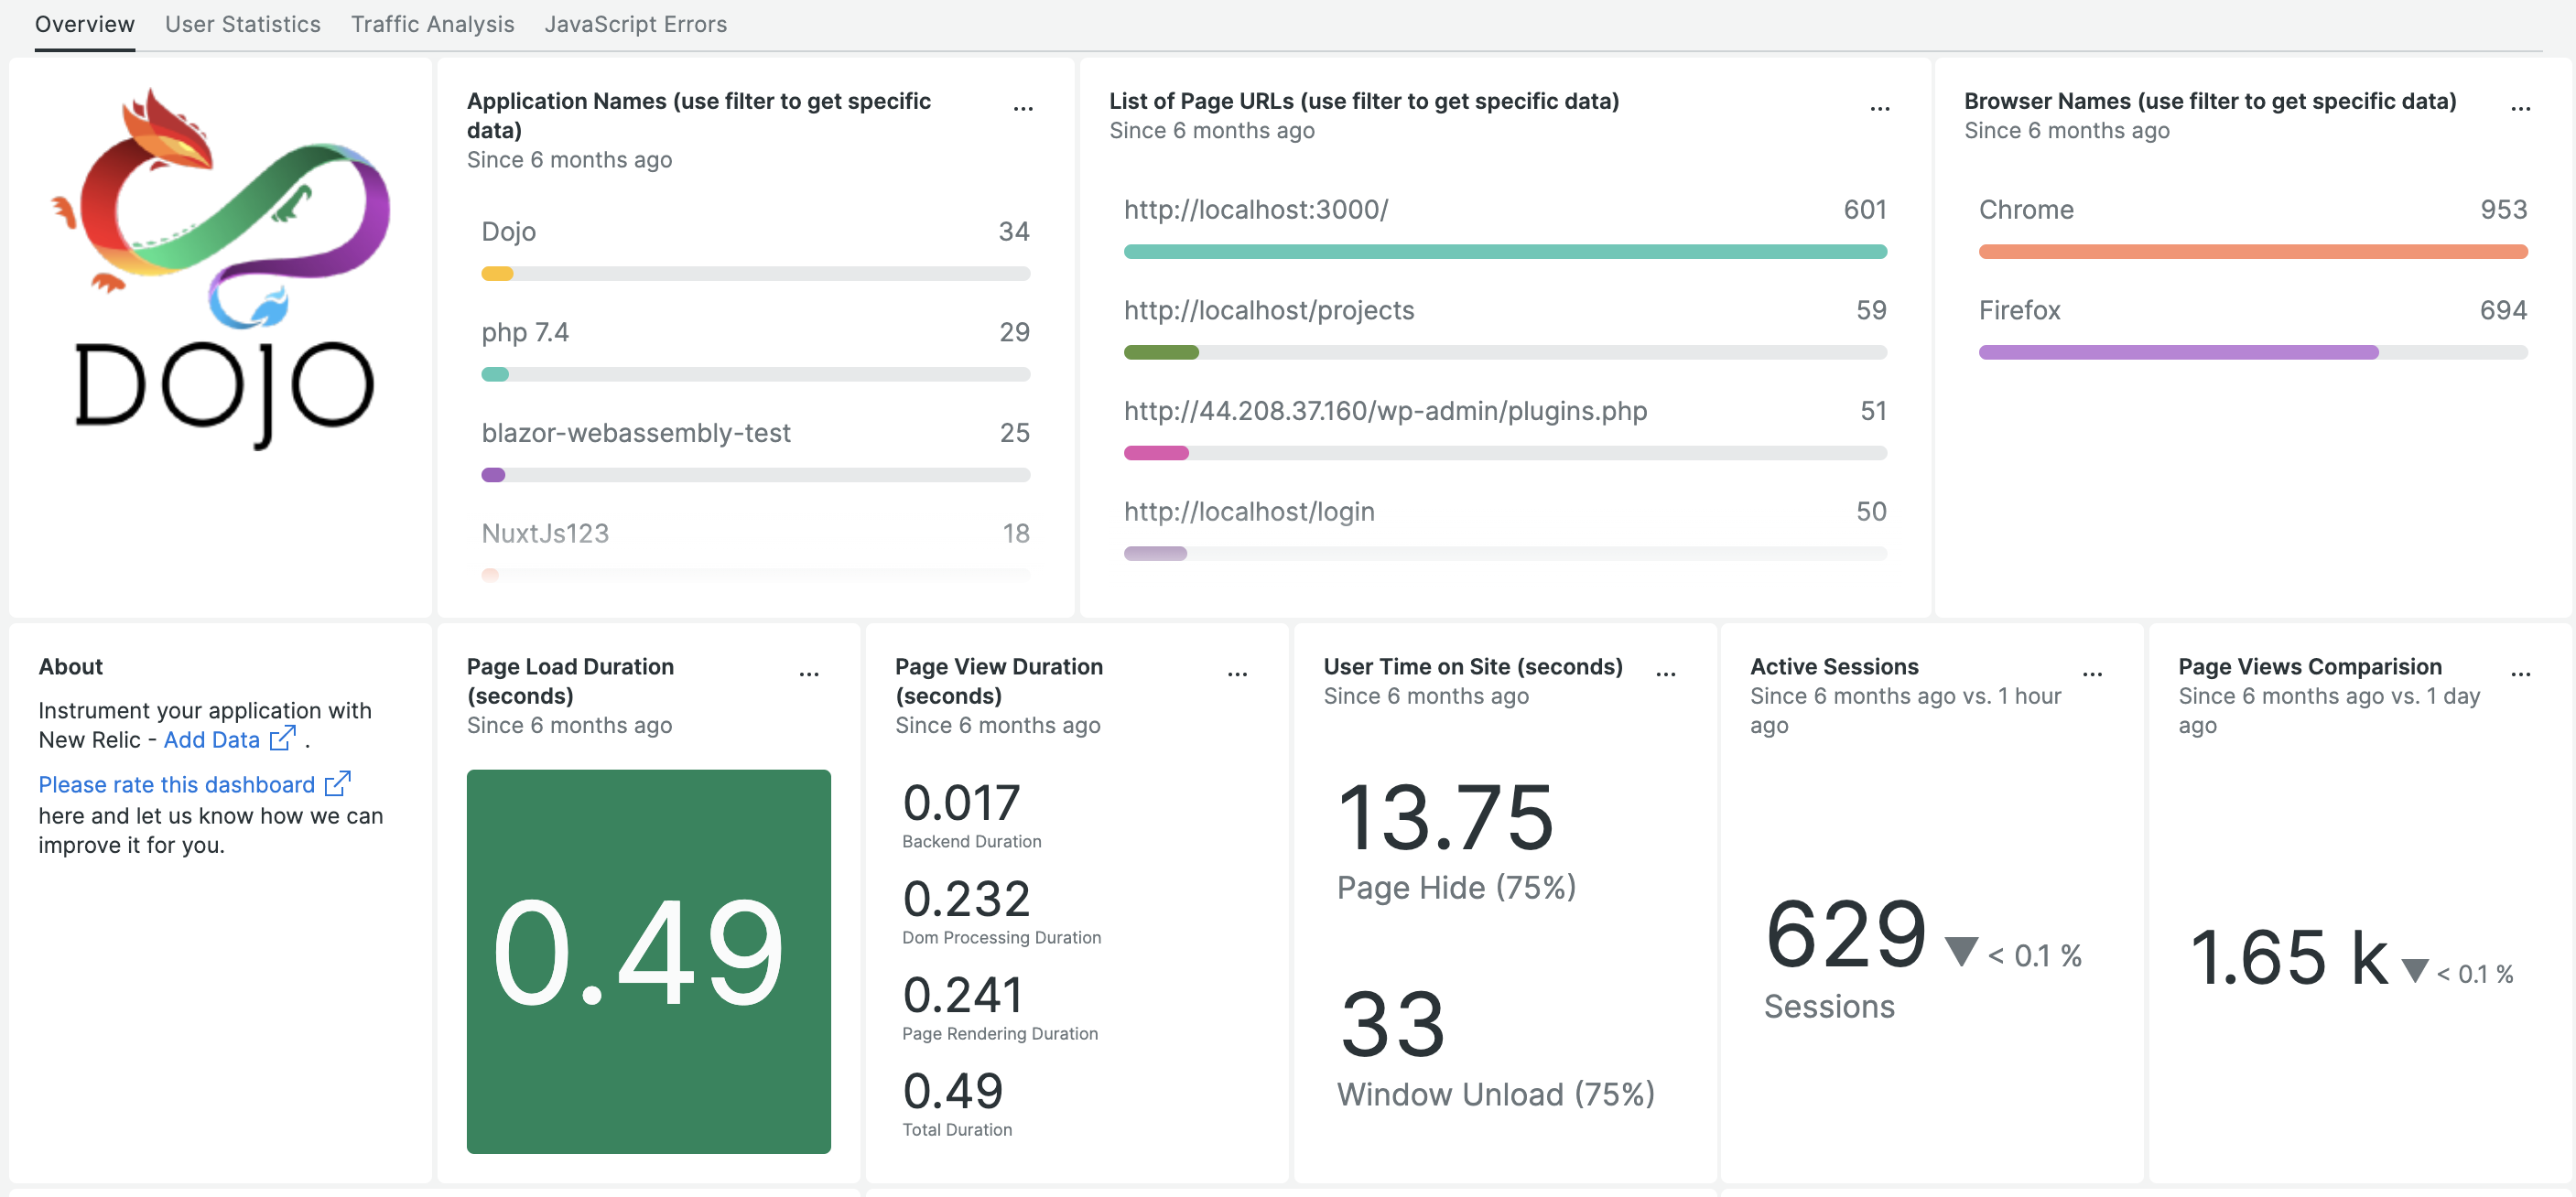 Overview User Statistics Traffic Analysis JavaScript Errors
DOJO
Application Names (use filter to get specific
data)
Since 6 months ago
...
Dojo 34
php 7.4 29
blazor-webassembly-test 25
NuxtJs123 18
List of Page URLs (use filter to get specific data)
Since 6 months ago
...
http://localhost:3000/ 601
http://localhost/projects 59
http://44.208.37.160/wp-admin/plugins.php 51
http://localhost/login 50
Browser Names (use filter to get specific data)
Since 6 months ago
...
Chrome 953
Firefox 694
About
Instrument your application with
New Relic - Add Data .
Please rate this dashboard
here and let us know how we can
improve it for you.
Page Load Duration
(seconds)
Since 6 months ago
...
0.49
Page View Duration
(seconds)
Since 6 months ago
...
0.017
Backend Duration
0.232
Dom Processing Duration
0.241
Page Rendering Duration
0.49
Total Duration
User Time on Site (seconds)
Since 6 months ago
...
13.75
Page Hide (75%)
33
Window Unload (75%)
Active Sessions
Since 6 months ago vs. 1 hour
ago
...
629 < 0.1 %
Sessions
Page Views Comparision
Since 6 months ago vs. 1 day
ago
...
1.65 k < 0.1 %